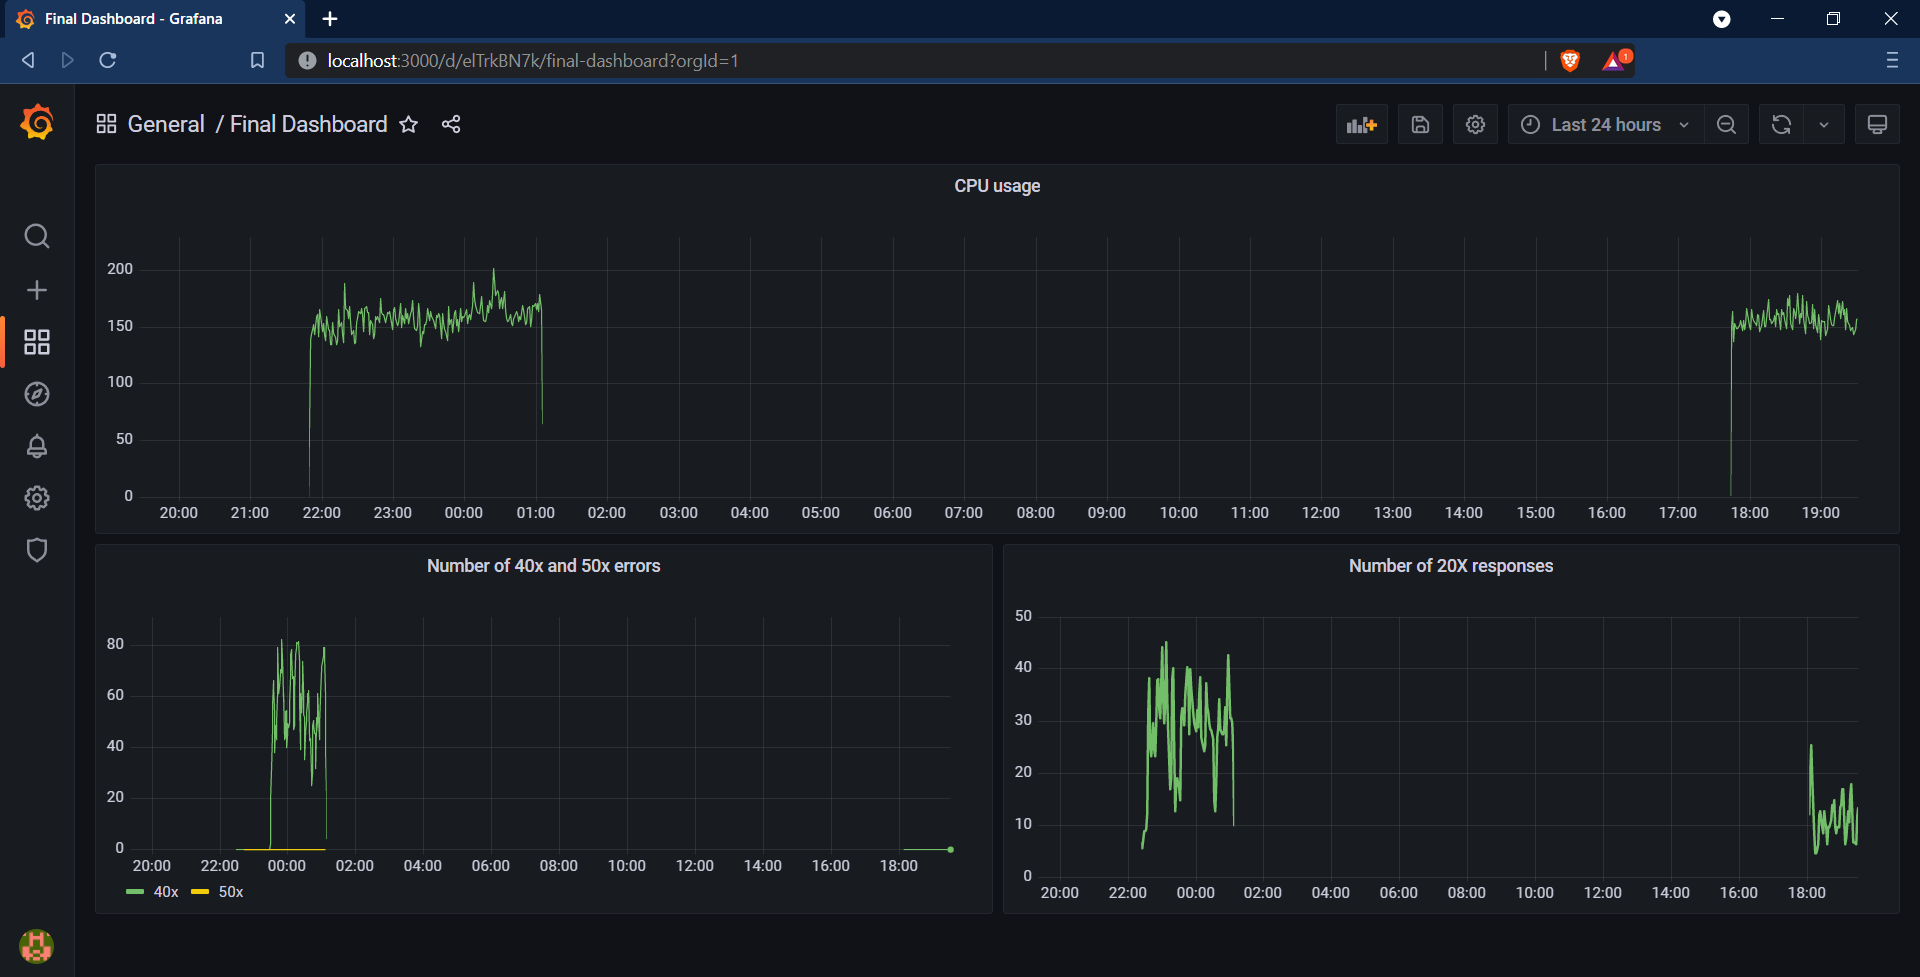 Final Dashboard - Grafana
localhost:3000/d/elTrkBN7k/final-dashboard?orgId=1
1
General / Final Dashboard
Last 24 hours
CPU usage
200
150
100
50
0
20:00 21:00 22:00 23:00 00:00 01:00 02:00 03:00 04:00 05:00 06:00 07:00 08:00 09:00 10:00 11:00 12:00 13:00 14:00 15:00 16:00 17:00 18:00 19:00
Number of 40x and 50x errors
80
60
40
20
0
20:00 22:00 00:00 02:00 04:00 06:00 08:00 10:00 12:00 14:00 16:00 18:00
40x 50x
Number of 20X responses
50
40
30
20
10
0
20:00 22:00 00:00 02:00 04:00 06:00 08:00 10:00 12:00 14:00 16:00 18:00